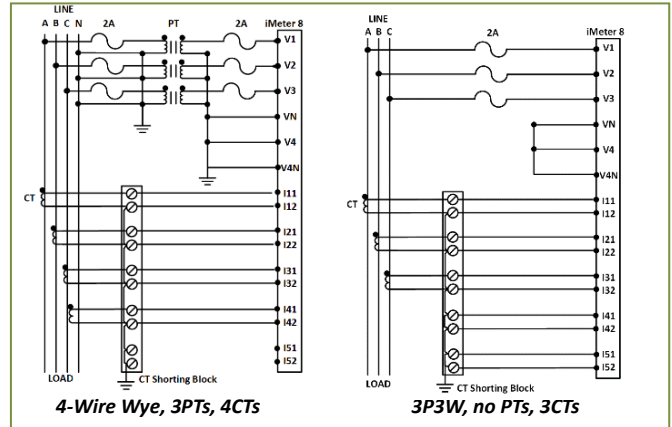 LINE
A B C N 2A PT 2A iMeter 8
V1
V2
V3
VN
V4
V4N
CT
I11
I12
I21
I22
I31
I32
I41
I42
I51
I52
LOAD
CT Shorting Block
4-Wire Wye, 3PTs, 4CTs
LINE
A B C 2A iMeter 8
V1
V2
V3
VN
V4
V4N
CT
I11
I12
I21
I22
I31
I32
I41
I42
I51
I52
LOAD
CT Shorting Block
3P3W, no PTs, 3CTs